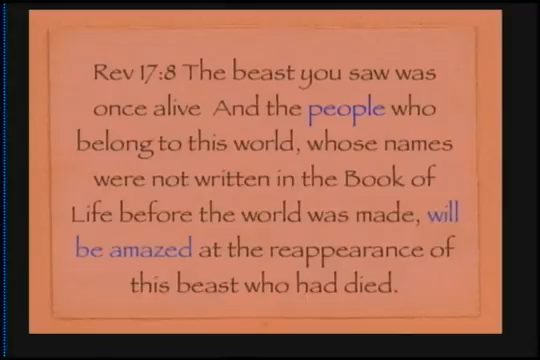 Rev 17:8 The beast you saw was
once alive And the people who
belong to this world, whose names
were not written in the Book of
Life before the world was made, will
be amazed at the reappearance of
this beast who had died.